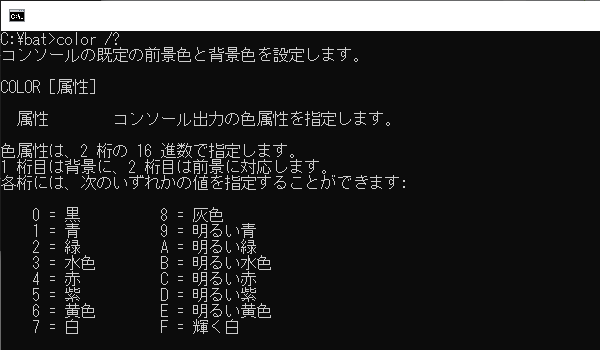 C:¥bat>color /?
コンソールの既定の前景色と背景色を設定します。
COLOR [属性]
属性 コンソール出力の色属性を指定します。
色属性は、2 桁の 16 進数で指定します。
1 桁目は背景に、2 桁目は前景に対応します。
各桁には、次のいずれかの値を指定することができます:
0 = 黒 8 = 灰色
1 = 青 9 = 明るい青
2 = 緑 A = 明るい緑
3 = 水色 B = 明るい水色
4 = 赤 C = 明るい赤
5 = 紫 D = 明るい紫
6 = 黄色 E = 明るい黄色
7 = 白 F = 輝く白